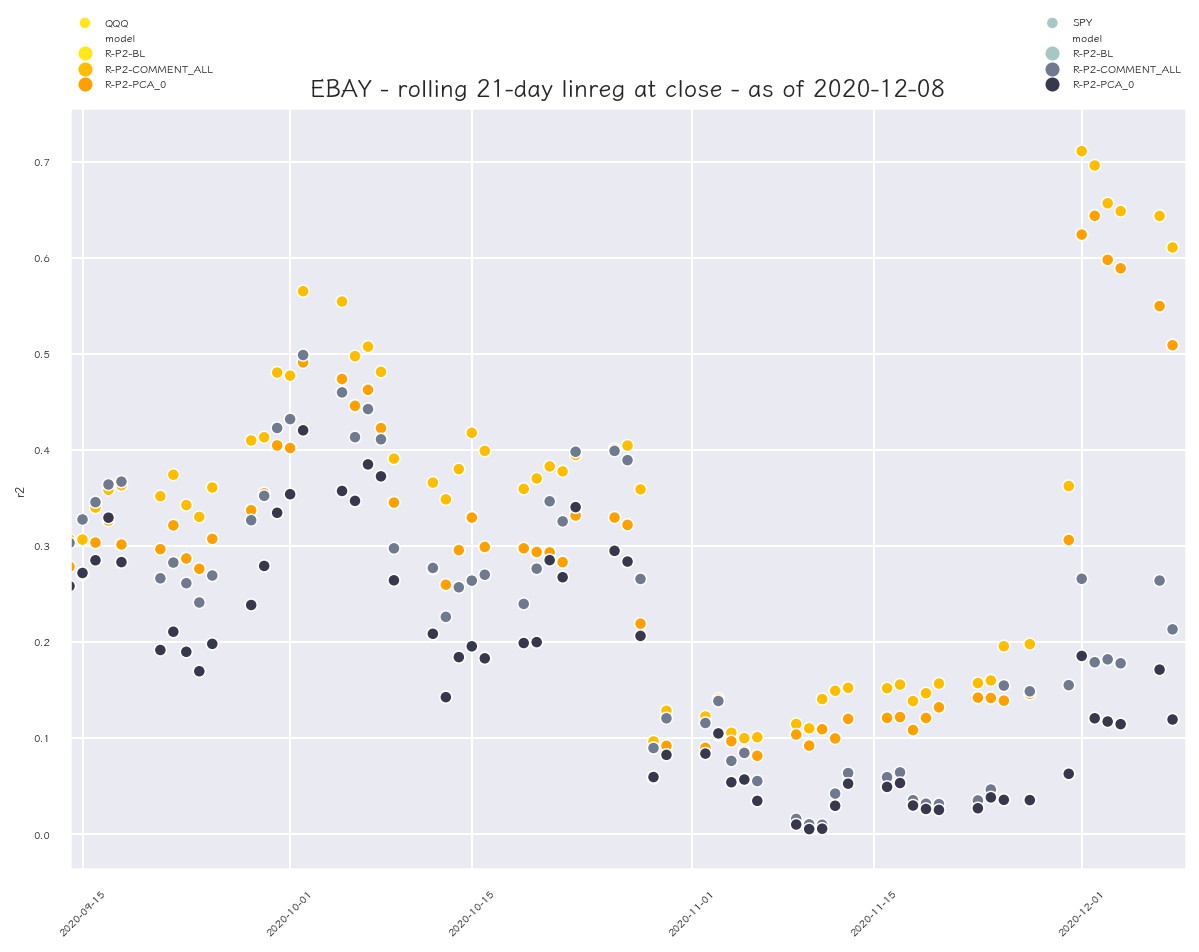 QQQ
model
R-P2-BL
R-P2-COMMENT_ALL
R-P2-PCA_0
SPY
model
R-P2-BL
R-P2-COMMENT_ALL
R-P2-PCA_0
EBAY - rolling 21-day linreg at close - as of 2020-12-08
0.7
0.6
0.5
0.4
0.3
0.2
0.1
0.0
r2
2020-09-15
2020-10-01
2020-10-15
2020-11-01
2020-11-15
2020-12-01